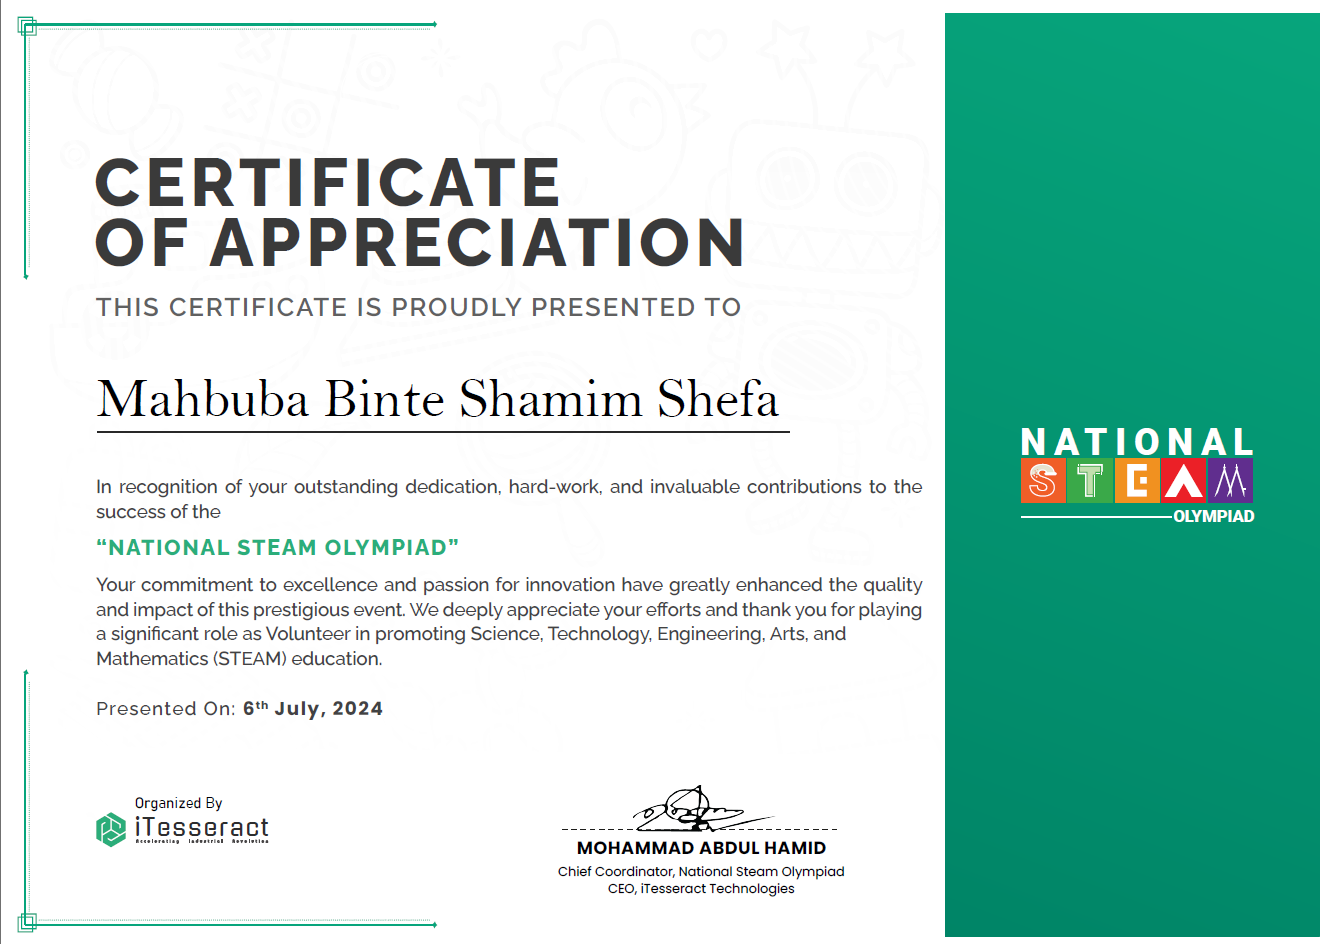 CERTIFICATE
OF APPRECIATION
THIS CERTIFICATE IS PROUDLY PRESENTED TO
Mahbuba Binte Shamim Shefa
In recognition of your outstanding dedication, hard-work, and invaluable contributions to the
success of the
“NATIONAL STEAM OLYMPIAD”
Your commitment to excellence and passion for innovation have greatly enhanced the quality
and impact of this prestigious event. We deeply appreciate your efforts and thank you for playing
a significant role as Volunteer in promoting Science, Technology, Engineering, Arts, and
Mathematics (STEAM) education.
Presented On: 6th July, 2024
Organized By
iTesseract
Accelerating Industrial Revolution
MOHAMMAD ABDUL HAMID
Chief Coordinator, National Steam Olympiad
CEO, iTesseract Technologies
NATIONAL
STEAM
OLYMPIAD